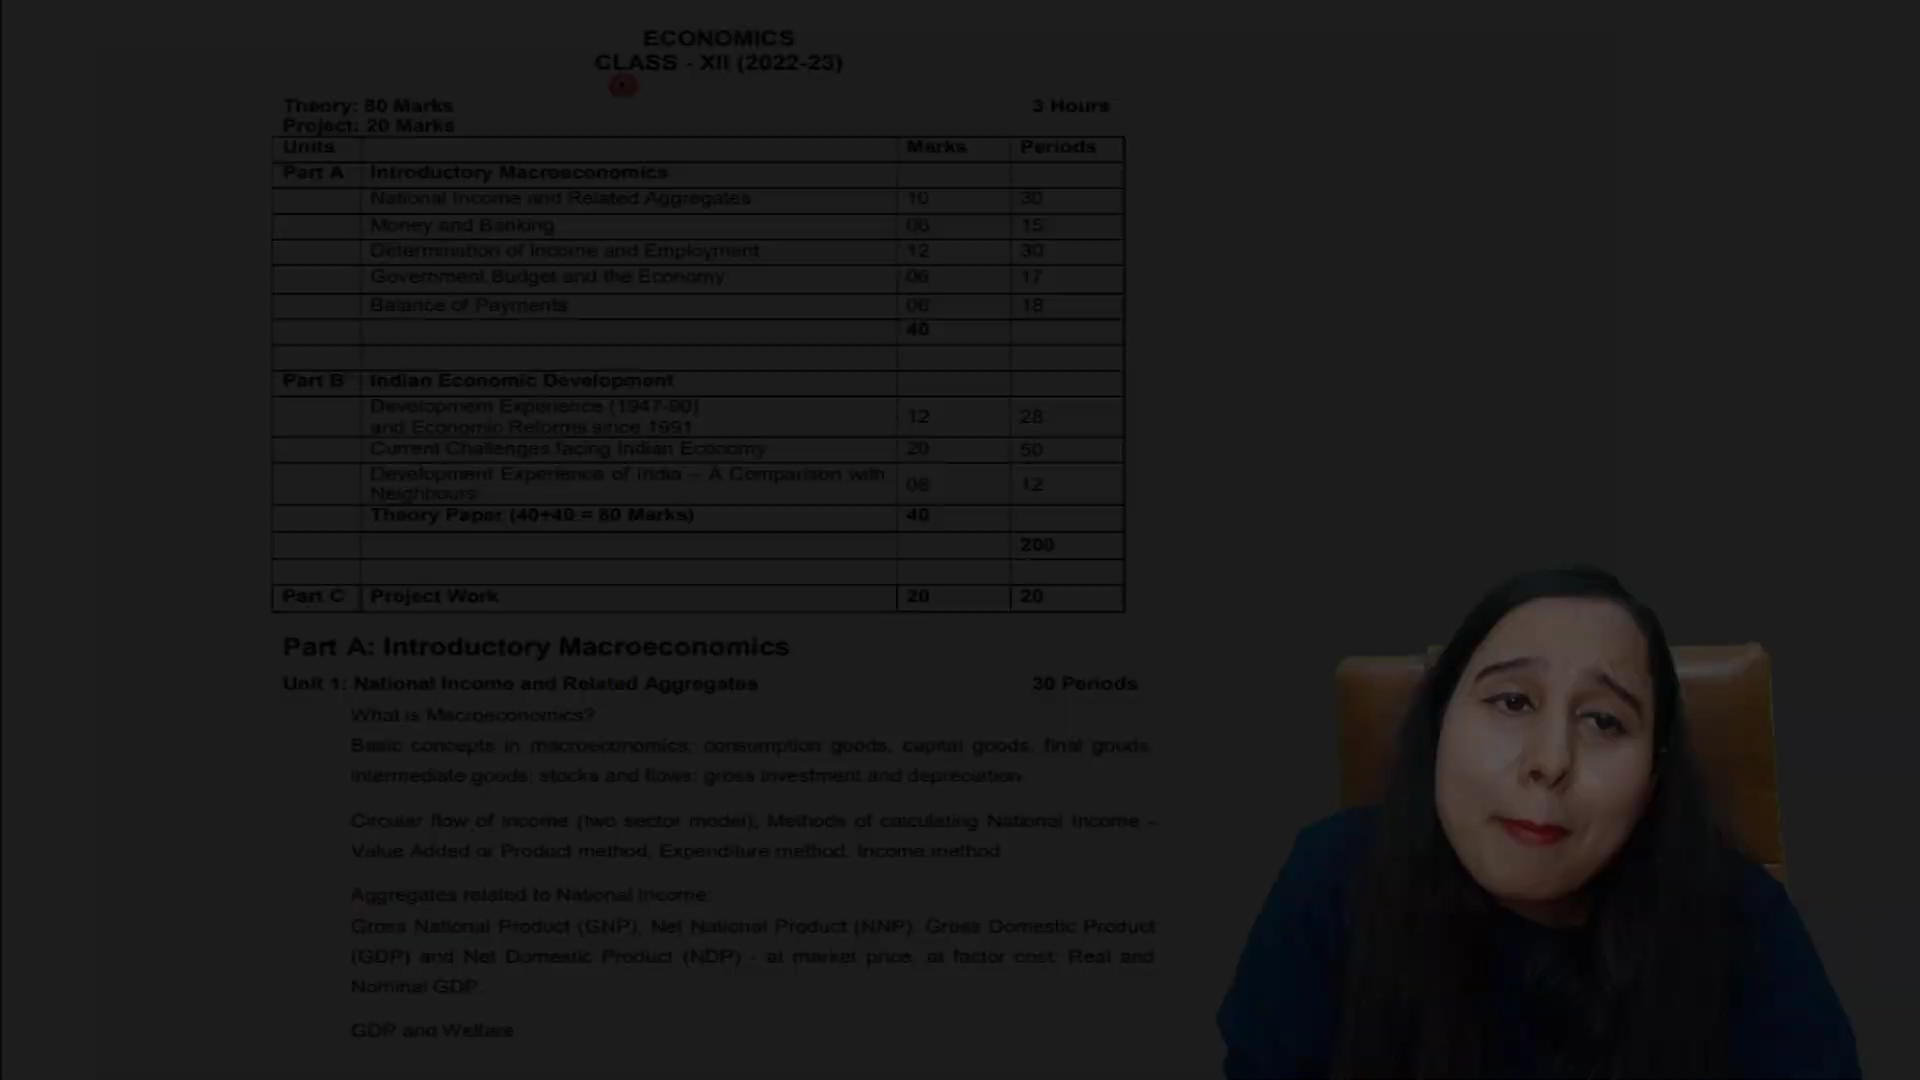 ECONOMICS
CLASS - XII (2022-23)
Theory: 80 Marks 3 Hours
Project: 20 Marks
Units Marks Periods
Part A Introductory Macroeconomics
National Income and Related Aggregates 10 30
Money and Banking 06 15
Determination of Income and Employment 12 30
Government Budget and the Economy 06 17
Balance of Payments 06 18
40
Part B Indian Economic Development
Development Experience (1947-90)
and Economic Reforms since 1991 12 28
Current Challenges facing Indian Economy 20 50
Development Experience of India – A Comparison with
Neighbours 08 12
Theory Paper (40+40 = 80 Marks) 40
200
Part C Project Work 20 20
Part A: Introductory Macroeconomics
Unit 1: National Income and Related Aggregates 30 Periods
What is Macroeconomics?
Basic concepts in macroeconomics: consumption goods, capital goods, final goods,
intermediate goods; stocks and flows; gross investment and depreciation.
Circular flow of income (two sector model); Methods of calculating National Income -
Value Added or Product method, Expenditure method, Income method.
Aggregates related to National Income:
Gross National Product (GNP), Net National Product (NNP), Gross Domestic Product
(GDP) and Net Domestic Product (NDP) - at market price, at factor cost; Real and
Nominal GDP.
GDP and Welfare